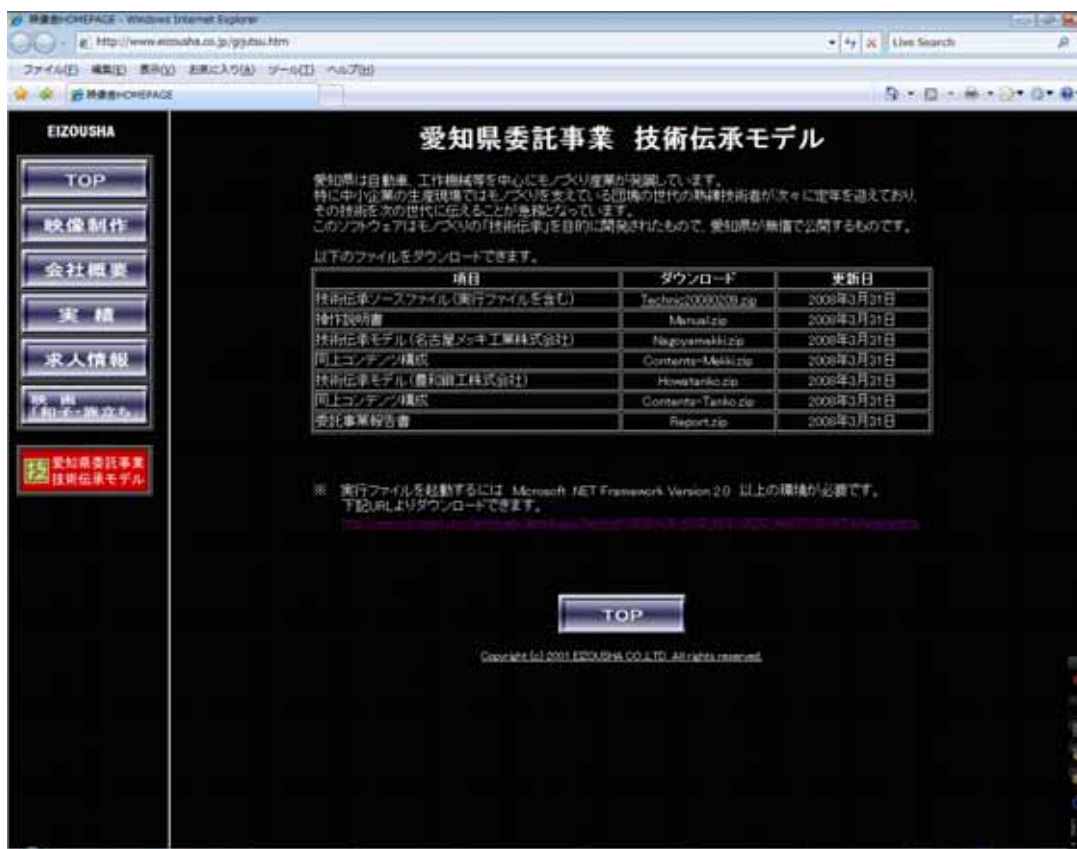 映像舎HOMEPAGE - Windows Internet Explorer
http://www.eizousha.co.jp/gijutsu.htm
Live Search
ファイル(F) 編集(E) 表示(V) お気に入り(A) ツール(T) ヘルプ(H)
映像舎HOMEPAGE
EIZOUSHA
TOP
映像制作
会社概要
実績
求人情報
映画
愛知県委託事業
技術伝承モデル
愛知県委託事業 技術伝承モデル
愛知県は自動車、工作機械等を中心にモノづくり産業が発展しています。
特に中小企業の生産現場ではモノづくりを支えている団塊の世代の熟練技術者が次々に定年を迎えており、
その技術を次の世代に伝えることが急務となっています。
このソフトウェアはモノづくりの「技術伝承」を目的に開発されたもので、愛知県が無償で公開するものです。
以下のファイルをダウンロードできます。
項目 ダウンロード 更新日
技術伝承ソースファイル(実行ファイルを含む) Technic20080208.zip 2008年3月31日
操作説明書 Manual.zip 2008年3月31日
技術伝承モデル(名古屋メッキ工業株式会社) Nagoyamekki.zip 2008年3月31日
同上コンテンツ構成 Contents-Mekki.zip 2008年3月31日
技術伝承モデル(豊和鍛工株式会社) Howatanko.zip 2008年3月31日
同上コンテンツ構成 Contents-Tanko.zip 2008年3月31日
委託事業報告書 Report.zip 2008年3月31日
※ 実行ファイルを起動するには Microsoft .NET Framework Version 2.0 以上の環境が必要です。
下記URLよりダウンロードできます。
TOP
Copyright (c) 2001 EIZOUSHA CO.,LTD. All rights reserved.